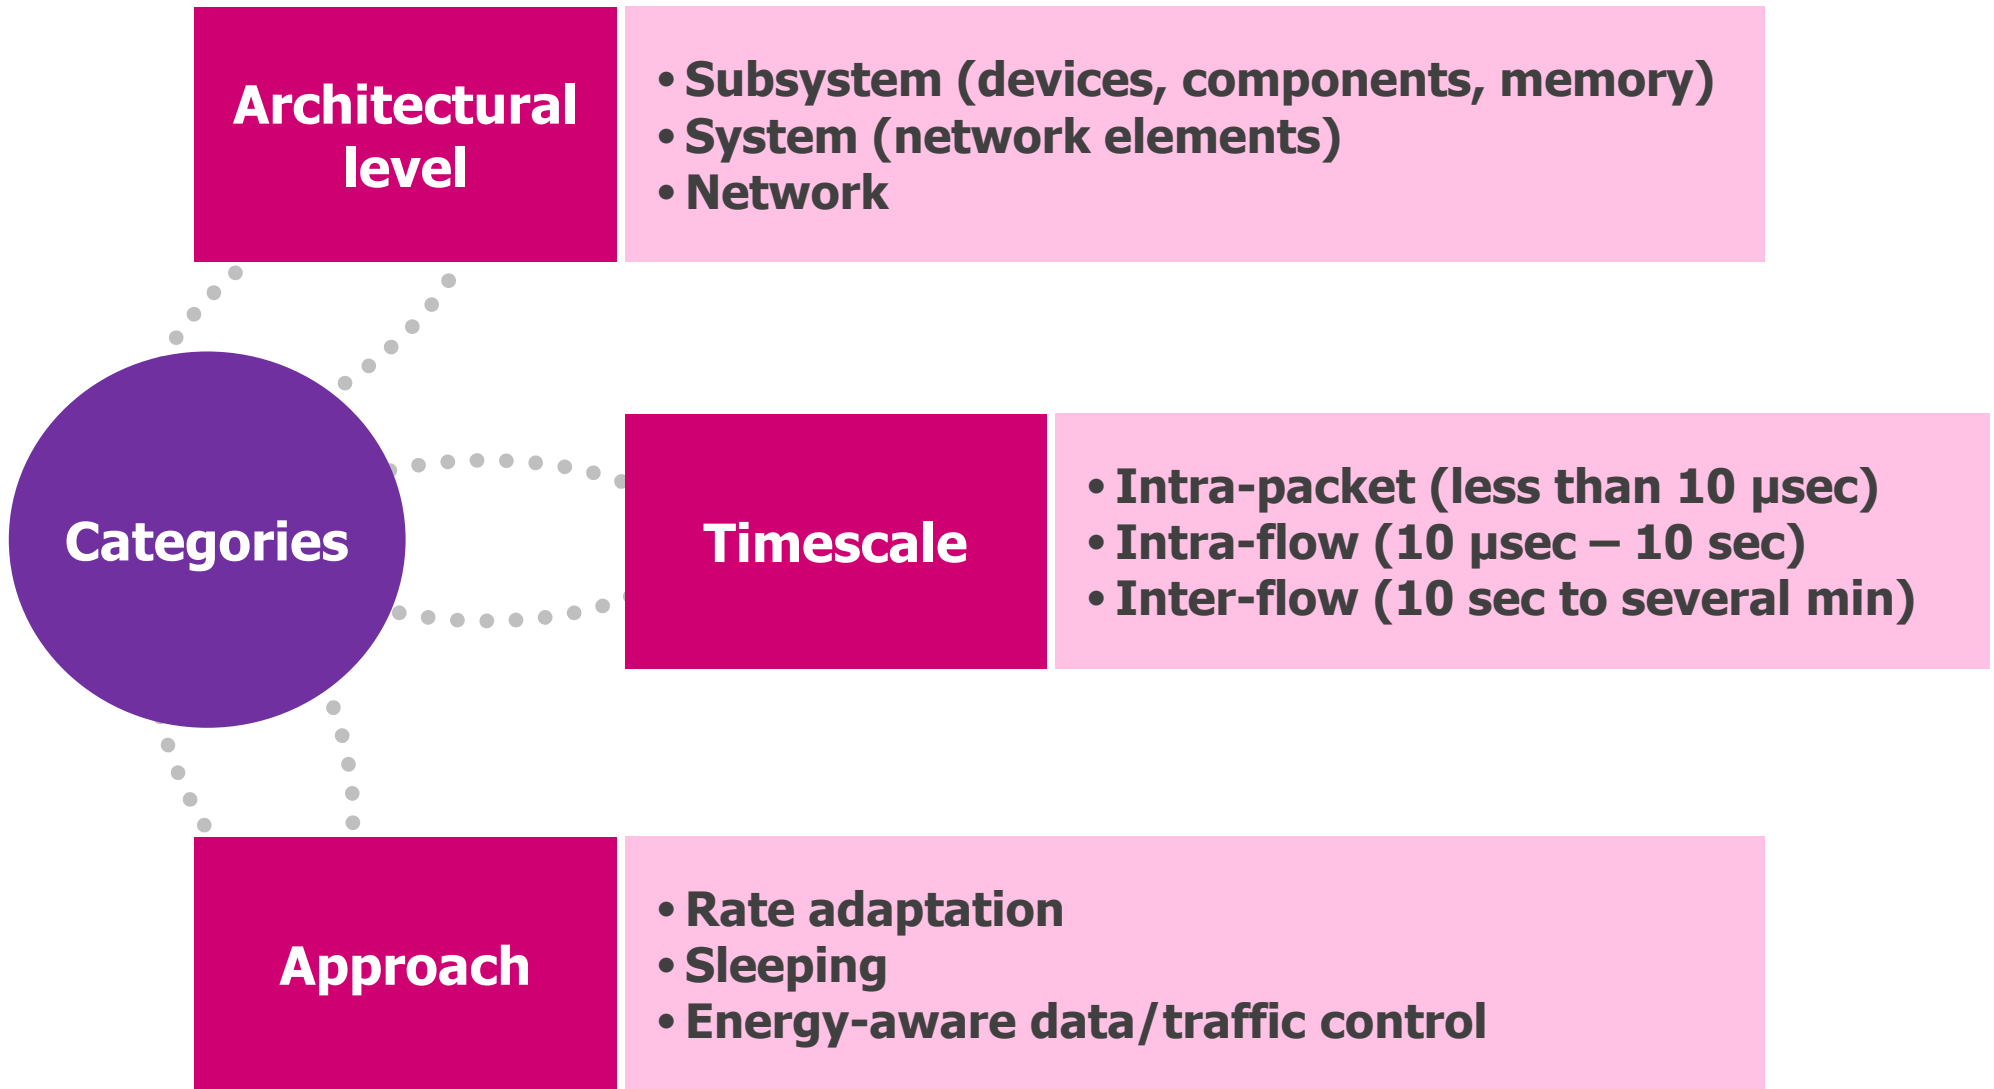 Architectural
level
• Subsystem (devices, components, memory)
• System (network elements)
• Network
Categories
Timescale
• Intra-packet (less than 10 µsec)
• Intra-flow (10 µsec – 10 sec)
• Inter-flow (10 sec to several min)
Approach
• Rate adaptation
• Sleeping
• Energy-aware data/traffic control